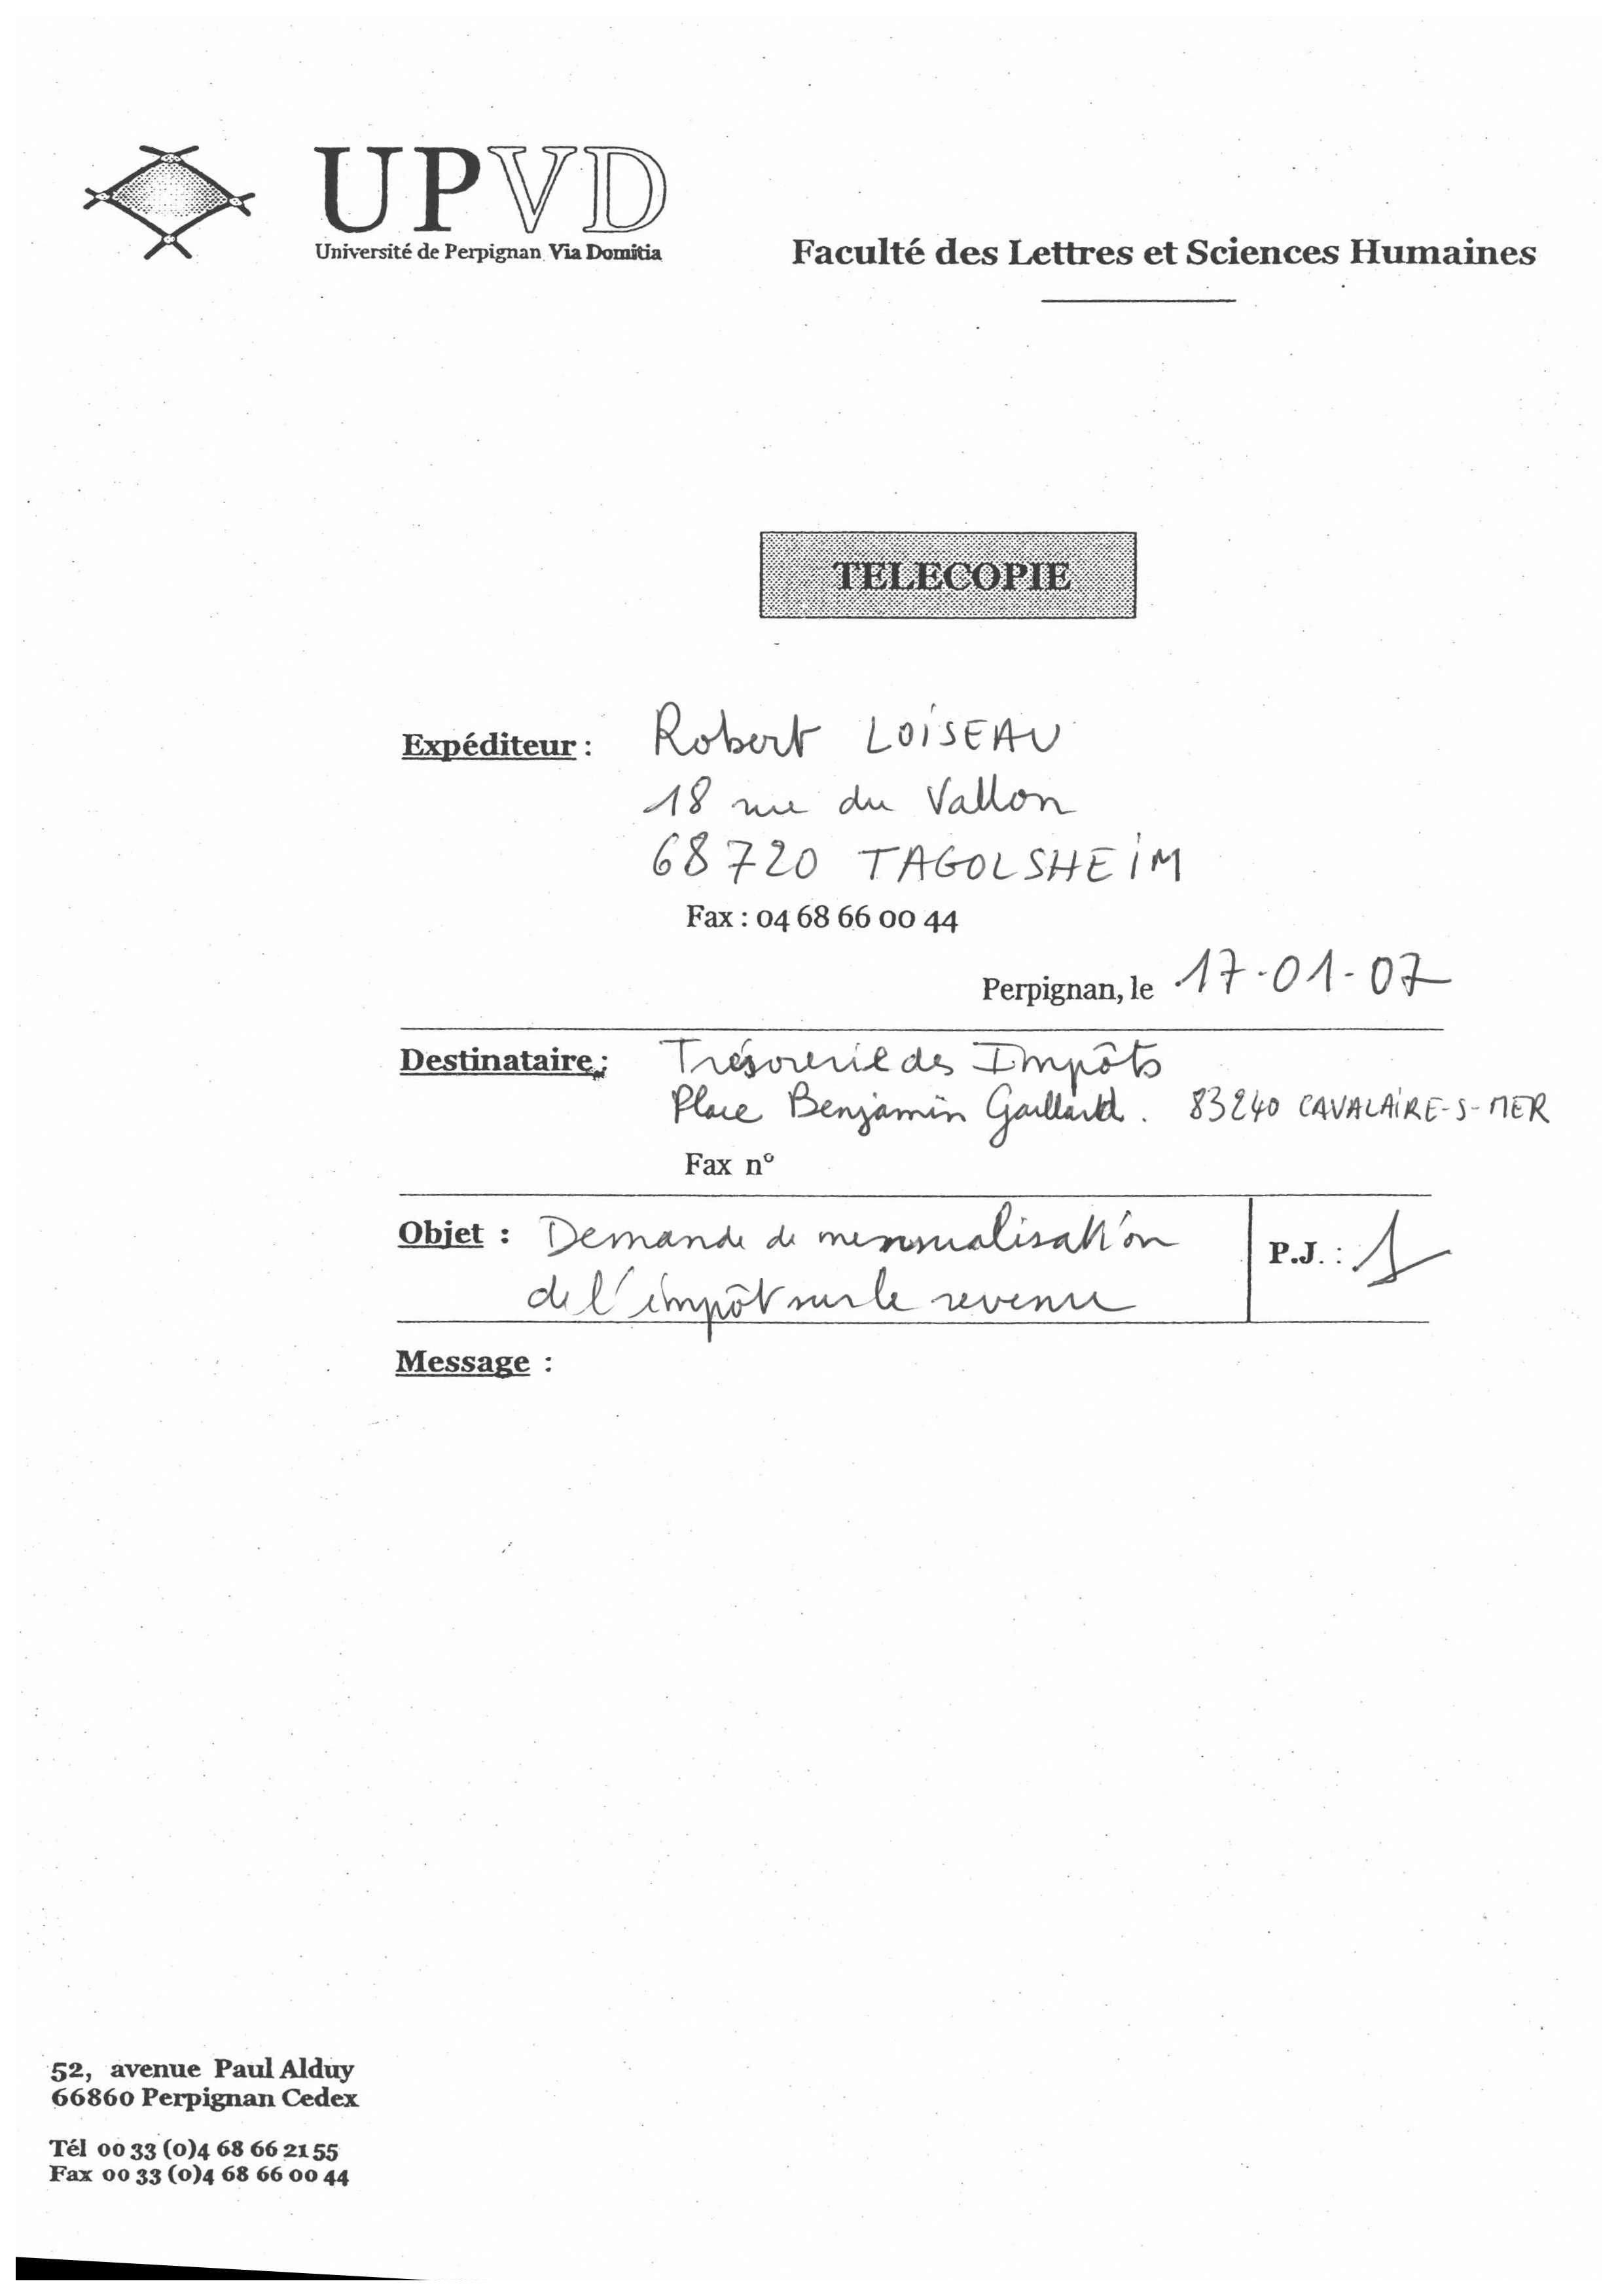 UPVD
Université de Perpignan Via Domitia
Faculté des Lettres et Sciences Humaines
TELECOPIE
Expéditeur : Robert LOISEAU
18 rue du Vallon
68720 TAGOLSHEIM
Fax : 04 68 66 00 44
Perpignan, le 17-01-07
Destinataire : Trésorerie des Impôts
Place Benjamin Gaillard. 83240 CAVALAIRE-S-MER
Fax n°
Objet : Demande de mensualisation
de l'impôt sur le revenu
P.J. : 1
Message :
52, avenue Paul Alduy
66860 Perpignan Cedex
Tél 00 33 (0)4 68 66 21 55
Fax 00 33 (0)4 68 66 00 44